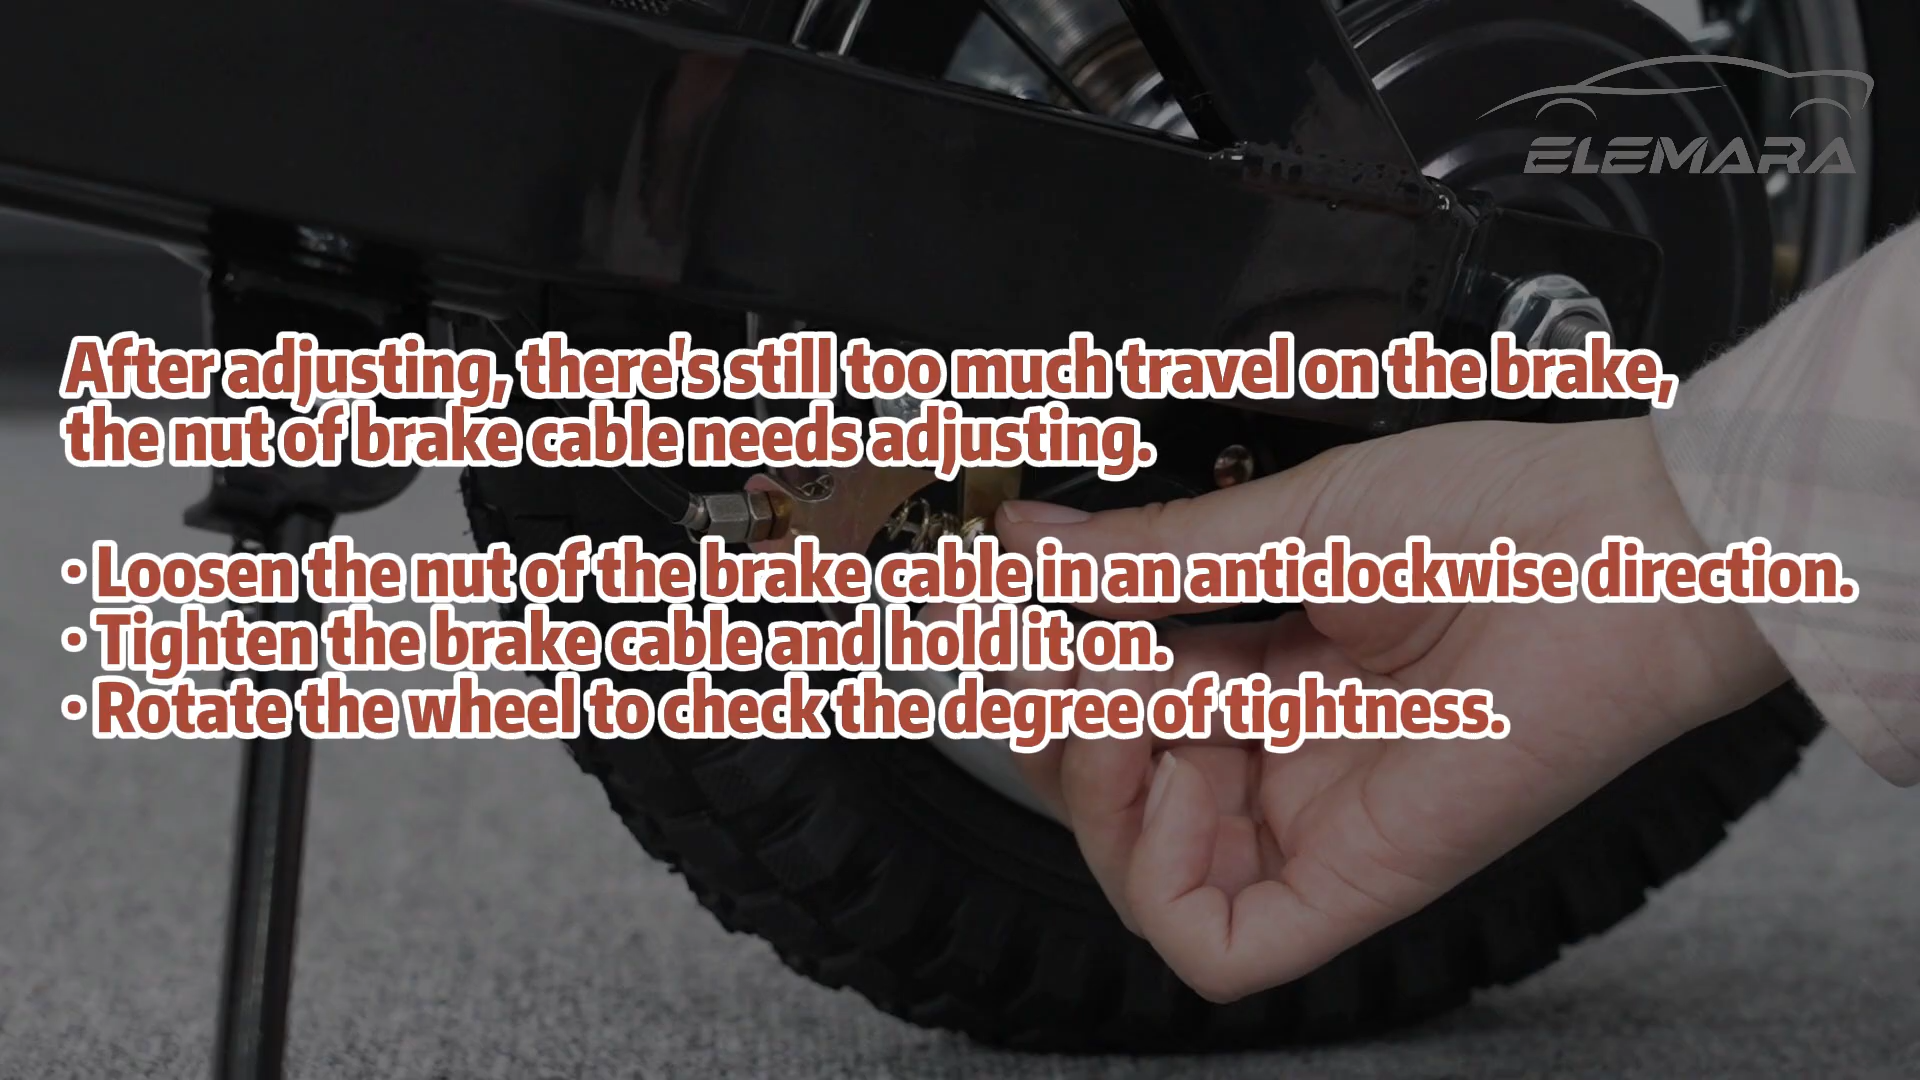 ELEMARA
After adjusting, there's still too much travel on the brake,
the nut of brake cable needs adjusting.
· Loosen the nut of the brake cable in an anticlockwise direction.
· Tighten the brake cable and hold it on.
· Rotate the wheel to check the degree of tightness.